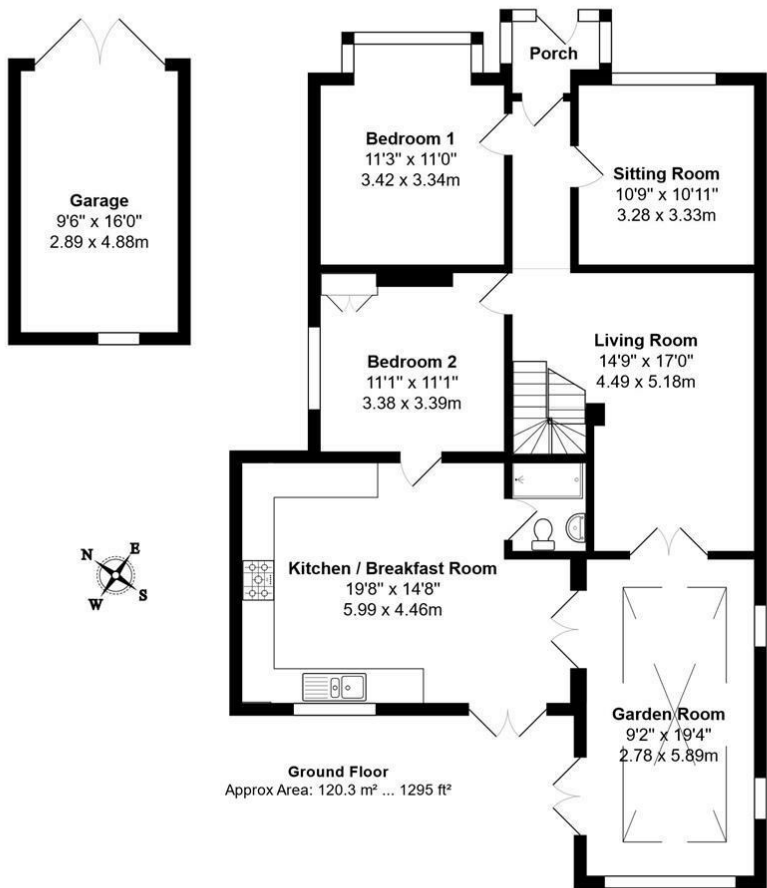 Porch
Bedroom 1
11'3" x 11'0"
3.42 x 3.34m
Sitting Room
10'9" x 10'11"
3.28 x 3.33m
Garage
9'6" x 16'0"
2.89 x 4.88m
Living Room
14'9" x 17'0"
4.49 x 5.18m
Bedroom 2
11'1" x 11'1"
3.38 x 3.39m
N
E
W
S
Kitchen / Breakfast Room
19'8" x 14'8"
5.99 x 4.46m
Garden Room
9'2" x 19'4"
2.78 x 5.89m
Ground Floor
Approx Area: 120.3 m² ... 1295 ft²